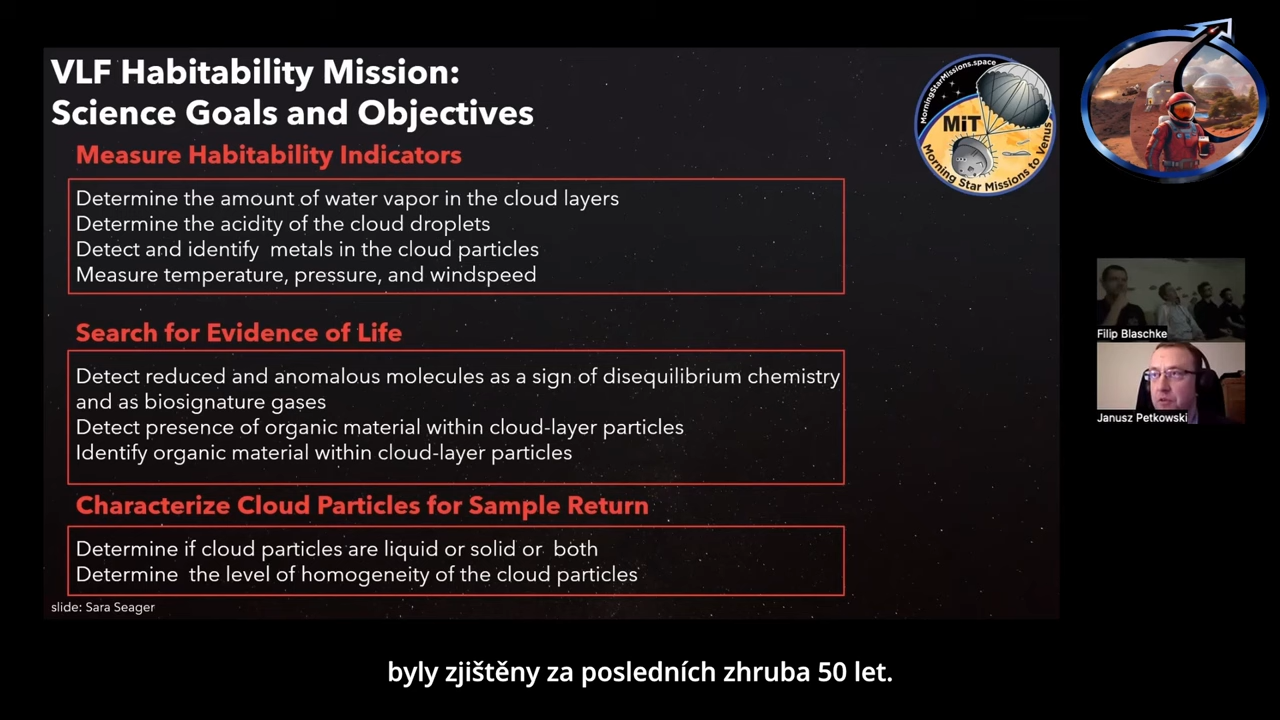 VLF Habitability Mission:
Science Goals and Objectives
Measure Habitability Indicators
Determine the amount of water vapor in the cloud layers
Determine the acidity of the cloud droplets
Detect and identify metals in the cloud particles
Measure temperature, pressure, and windspeed
Search for Evidence of Life
Detect reduced and anomalous molecules as a sign of disequilibrium chemistry
and as biosignature gases
Detect presence of organic material within cloud-layer particles
Identify organic material within cloud-layer particles
Characterize Cloud Particles for Sample Return
Determine if cloud particles are liquid or solid or both
Determine the level of homogeneity of the cloud particles
slide: Sara Seager
MorningStarMissions.space
MiT
Morning Star Missions to Venus
Filip Blaschke
Janusz Petkowski
byly zjištěny za posledních zhruba 50 let.